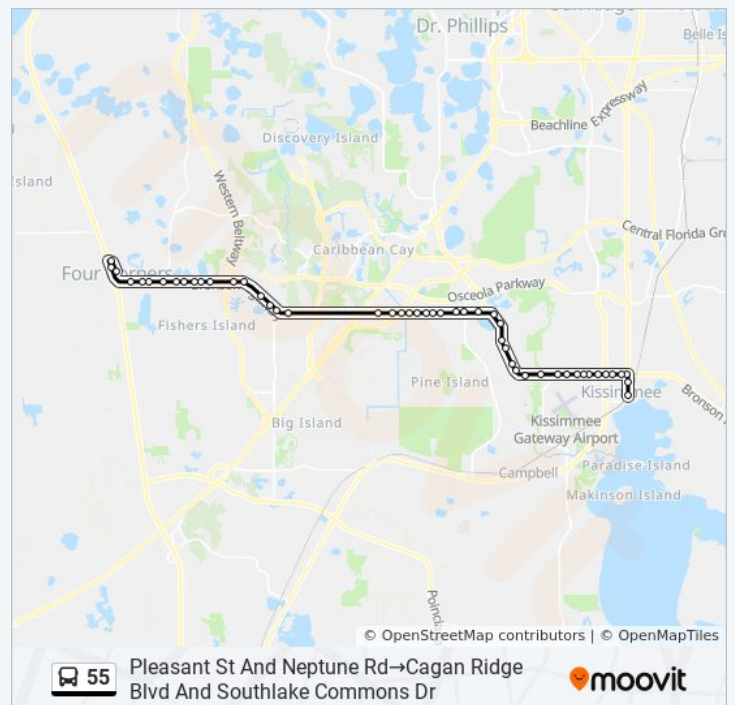 Dr. Phillips
Belle Is
Beachline Expressway
Discovery Island
sland
Western Beltway
Central Florida Gre
Caribbean Cay
Four
Osceola Parkway
Fishers Island
Pine Island
Kissimmee
Bronson
Big Island
Kissimmee
Gateway Airport
Campbell
Paradise Island
Makinson Island
Poinci
© OpenStreetMap contributors | © OpenMapTiles
55
Pleasant St And Neptune Rd→Cagan Ridge
Blvd And Southlake Commons Dr
moovit